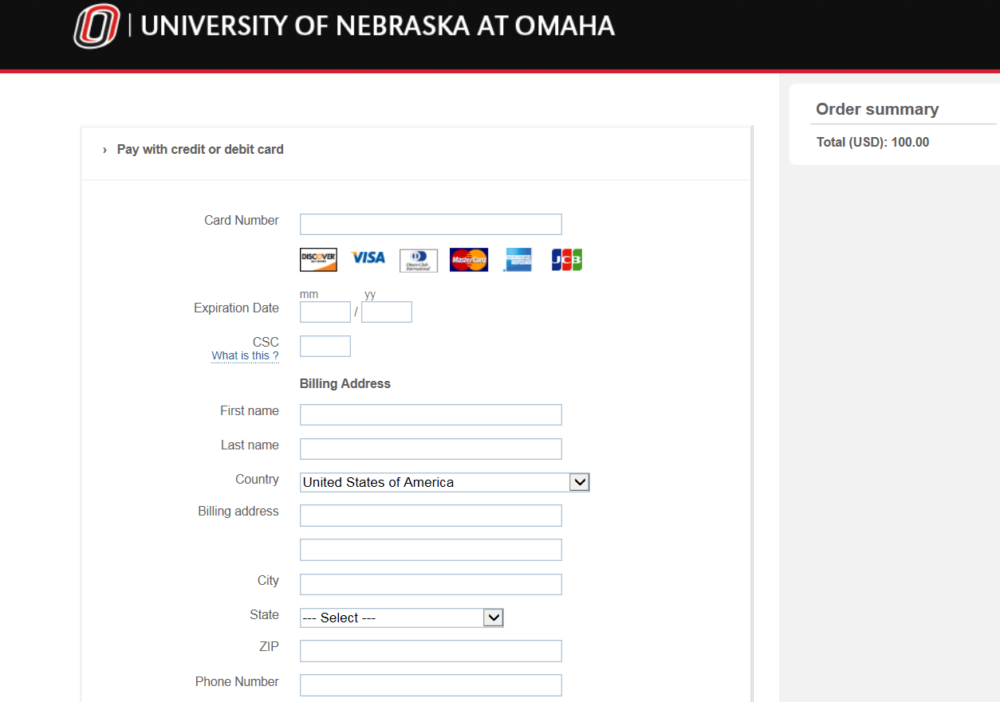 UNIVERSITY OF NEBRASKA AT OMAHA
Order summary
Total (USD): 100.00
› Pay with credit or debit card
Card Number
DISCOVER VISA Diners Club International MasterCard AMERICAN EXPRESS JCB
mm yy
Expiration Date /
CSC
What is this ?
Billing Address
First name
Last name
Country United States of America
Billing address
City
State --- Select ---
ZIP
Phone Number